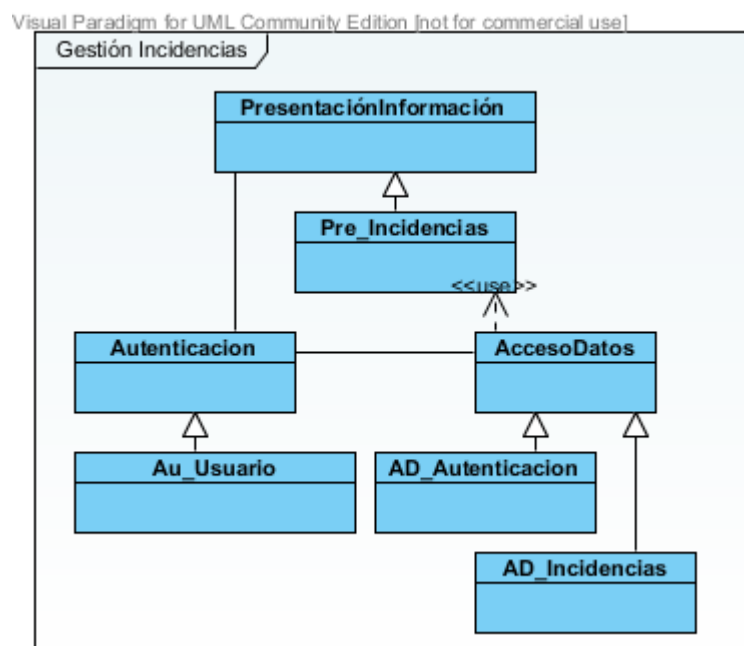 Visual Paradigm for UML Community Edition [not for commercial use]
Gestión Incidencias
PresentaciónInformación
Pre_Incidencias
<<use>>
Autenticacion
AccesoDatos
Au_Usuario
AD_Autenticacion
AD_Incidencias